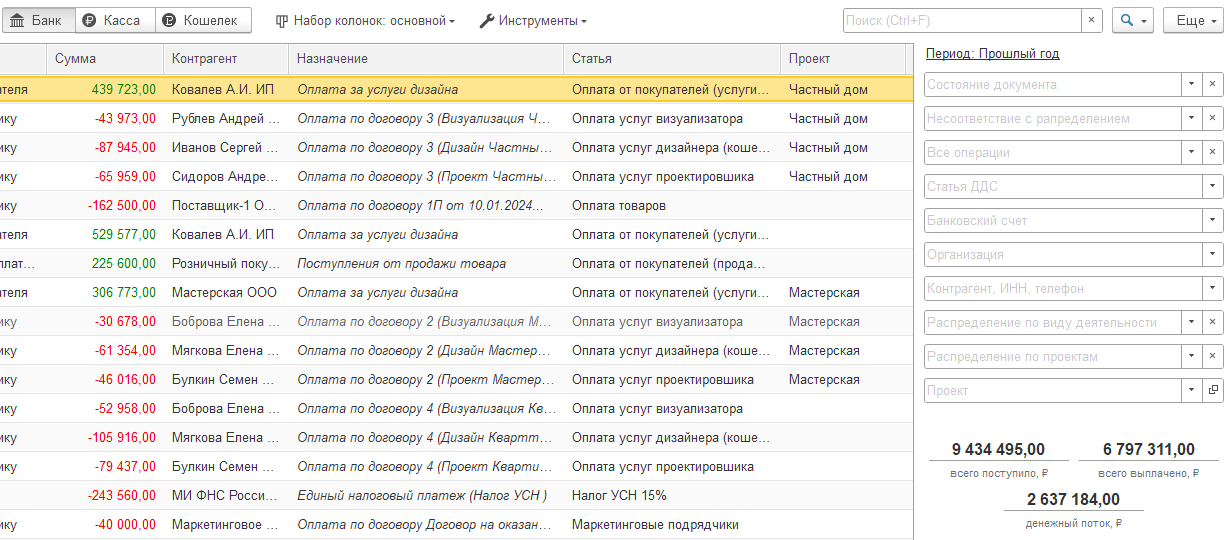 Банк Касса Кошелек Набор колонок: основной Инструменты Поиск (Ctrl+F) × Еще
Сумма Контрагент Назначение Статья Проект
ателя 439 723,00 Ковалев А.И. ИП Оплата за услуги дизайна Оплата от покупателей (услуги... Частный дом
ику -43 973,00 Рублев Андрей ... Оплата по договору 3 (Визуализация Ч... Оплата услуг визуализатора Частный дом
ику -87 945,00 Иванов Сергей ... Оплата по договору 3 (Дизайн Частны... Оплата услуг дизайнера (коше... Частный дом
ику -65 959,00 Сидоров Андре... Оплата по договору 3 (Проект Частны... Оплата услуг проектировшика Частный дом
ику -162 500,00 Поставщик-1 О... Оплата по договору 1П от 10.01.2024... Оплата товаров
ателя 529 577,00 Ковалев А.И. ИП Оплата за услуги дизайна Оплата от покупателей (услуги...
плат... 225 600,00 Розничный поку... Поступления от продажи товара Оплата от покупателей (прода...
ателя 306 773,00 Мастерская ООО Оплата за услуги дизайна Оплата от покупателей (услуги... Мастерская
ику -30 678,00 Боброва Елена ... Оплата по договору 2 (Визуализация М... Оплата услуг визуализатора Мастерская
ику -61 354,00 Мягкова Елена ... Оплата по договору 2 (Дизайн Мастер... Оплата услуг дизайнера (коше... Мастерская
ику -46 016,00 Булкин Семен ... Оплата по договору 2 (Проект Мастер... Оплата услуг проектировшика Мастерская
ику -52 958,00 Боброва Елена ... Оплата по договору 4 (Визуализация Кв... Оплата услуг визуализатора
ику -105 916,00 Мягкова Елена ... Оплата по договору 4 (Дизайн Квартт... Оплата услуг дизайнера (коше...
ику -79 437,00 Булкин Семен ... Оплата по договору 4 (Проект Кварти... Оплата услуг проектировшика
-243 560,00 МИ ФНС Росси... Единый налоговый платеж (Налог УСН ) Налог УСН 15%
ику -40 000,00 Маркетинговое ... Оплата по договору Договор на оказан... Маркетинговые подрядчики
Период: Прошлый год
Состояние документа ×
Несоответствие с рапределением ×
Все операции ×
Статья ДДС
Банковский счет
Организация
Контрагент, ИНН, телефон
Распределение по виду деятельности ×
Распределение по проектам ×
Проект
9 434 495,00 6 797 311,00
всего поступило, ₽ всего выплачено, ₽
2 637 184,00
денежный поток, ₽